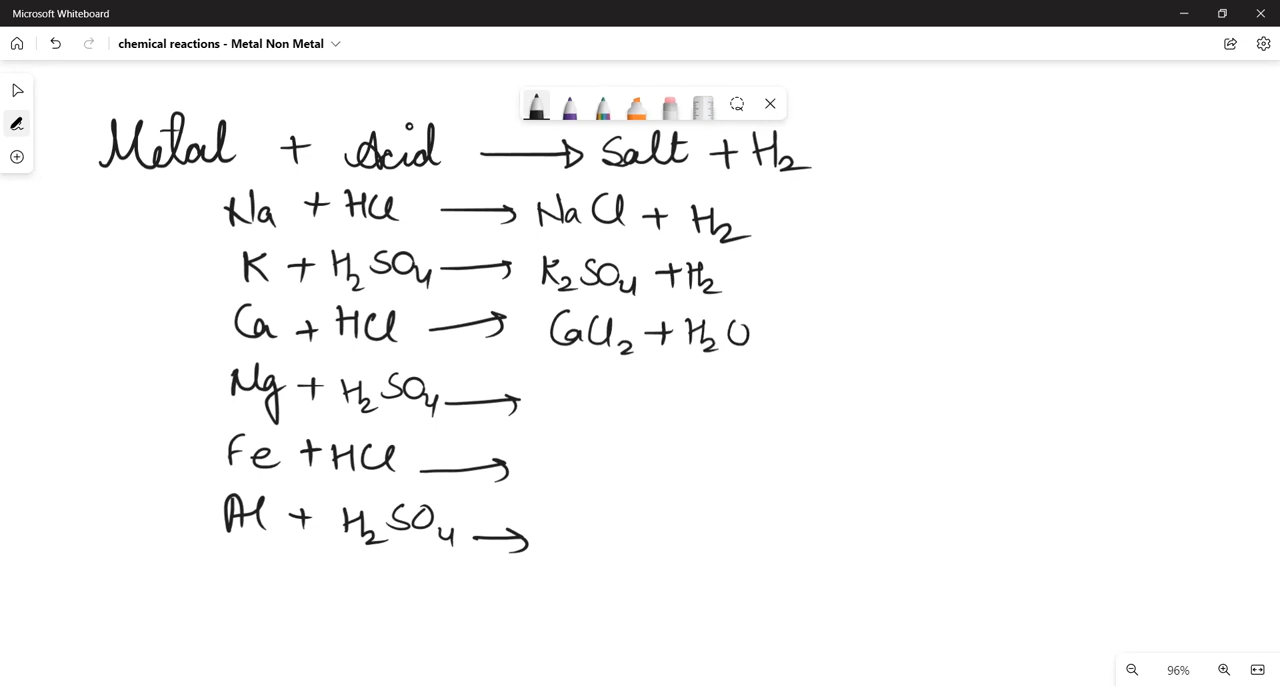 Microsoft Whiteboard
chemical reactions - Metal Non Metal
Metal + Acid → Salt + H₂
Na + HCl → NaCl + H₂
K + H₂SO₄ → K₂SO₄ + H₂
Ca + HCl → CaCl₂ + H₂O
Mg + H₂SO₄ →
Fe + HCl →
Al + H₂SO₄ →
96%